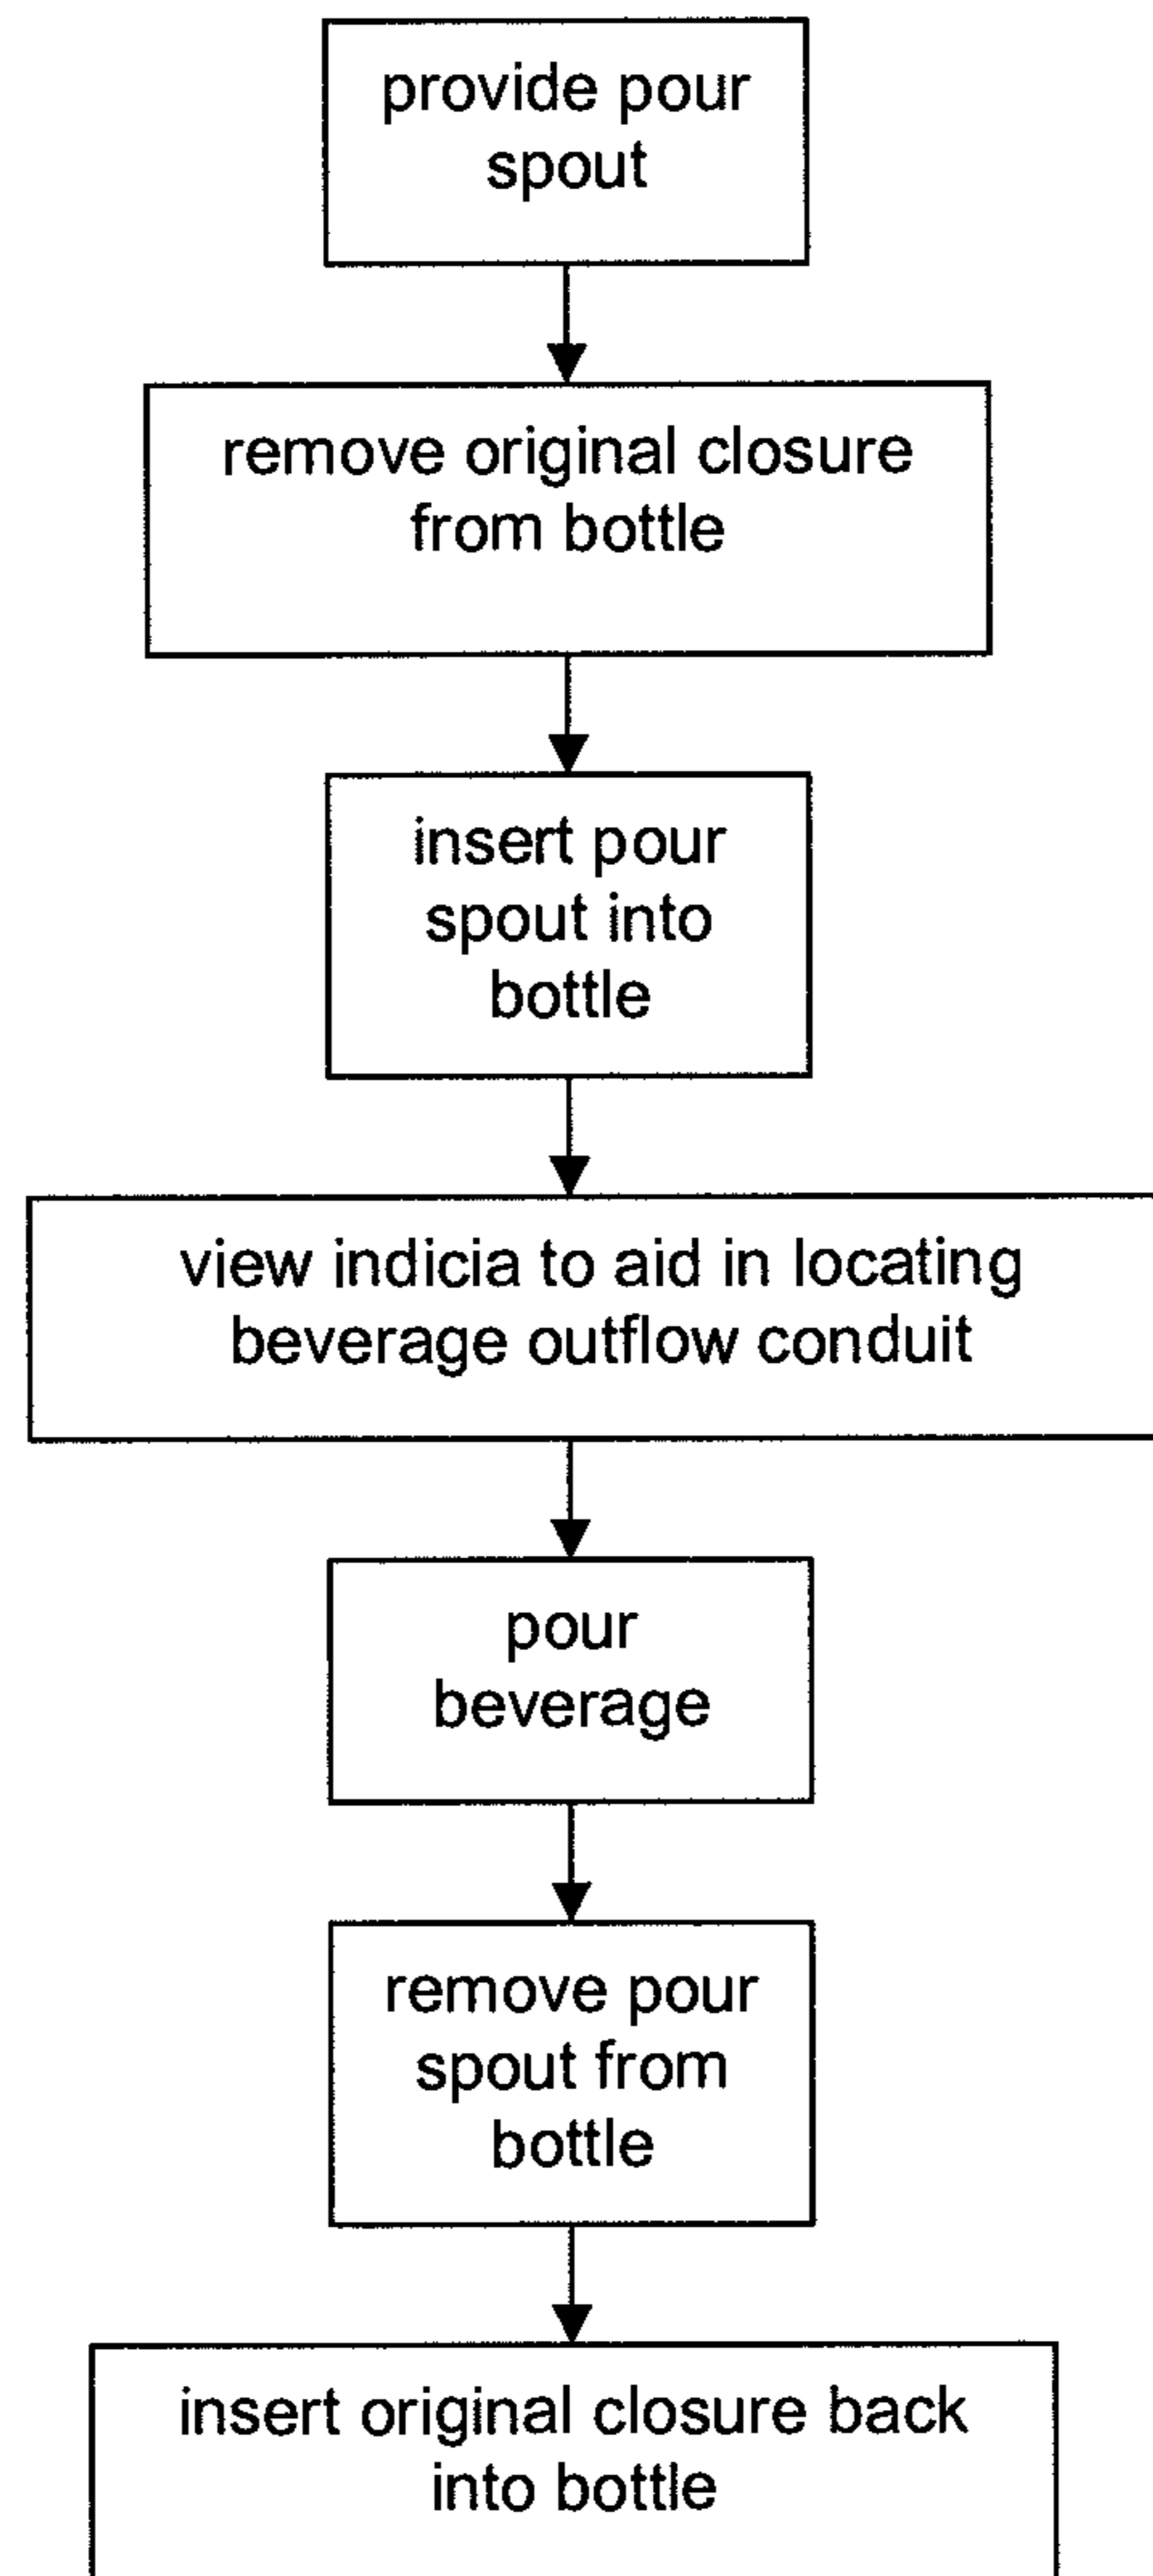 provide pour
spout
remove original closure
from bottle
insert pour
spout into
bottle
view indicia to aid in locating
beverage outflow conduit
pour
beverage
remove pour
spout from
bottle
insert original closure back
into bottle